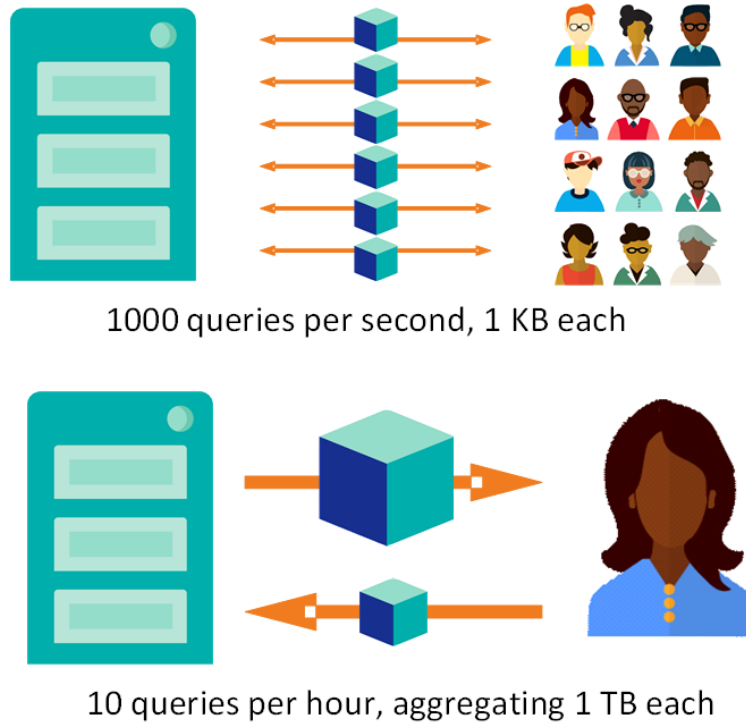 1000 queries per second, 1 KB each
10 queries per hour, aggregating 1 TB each